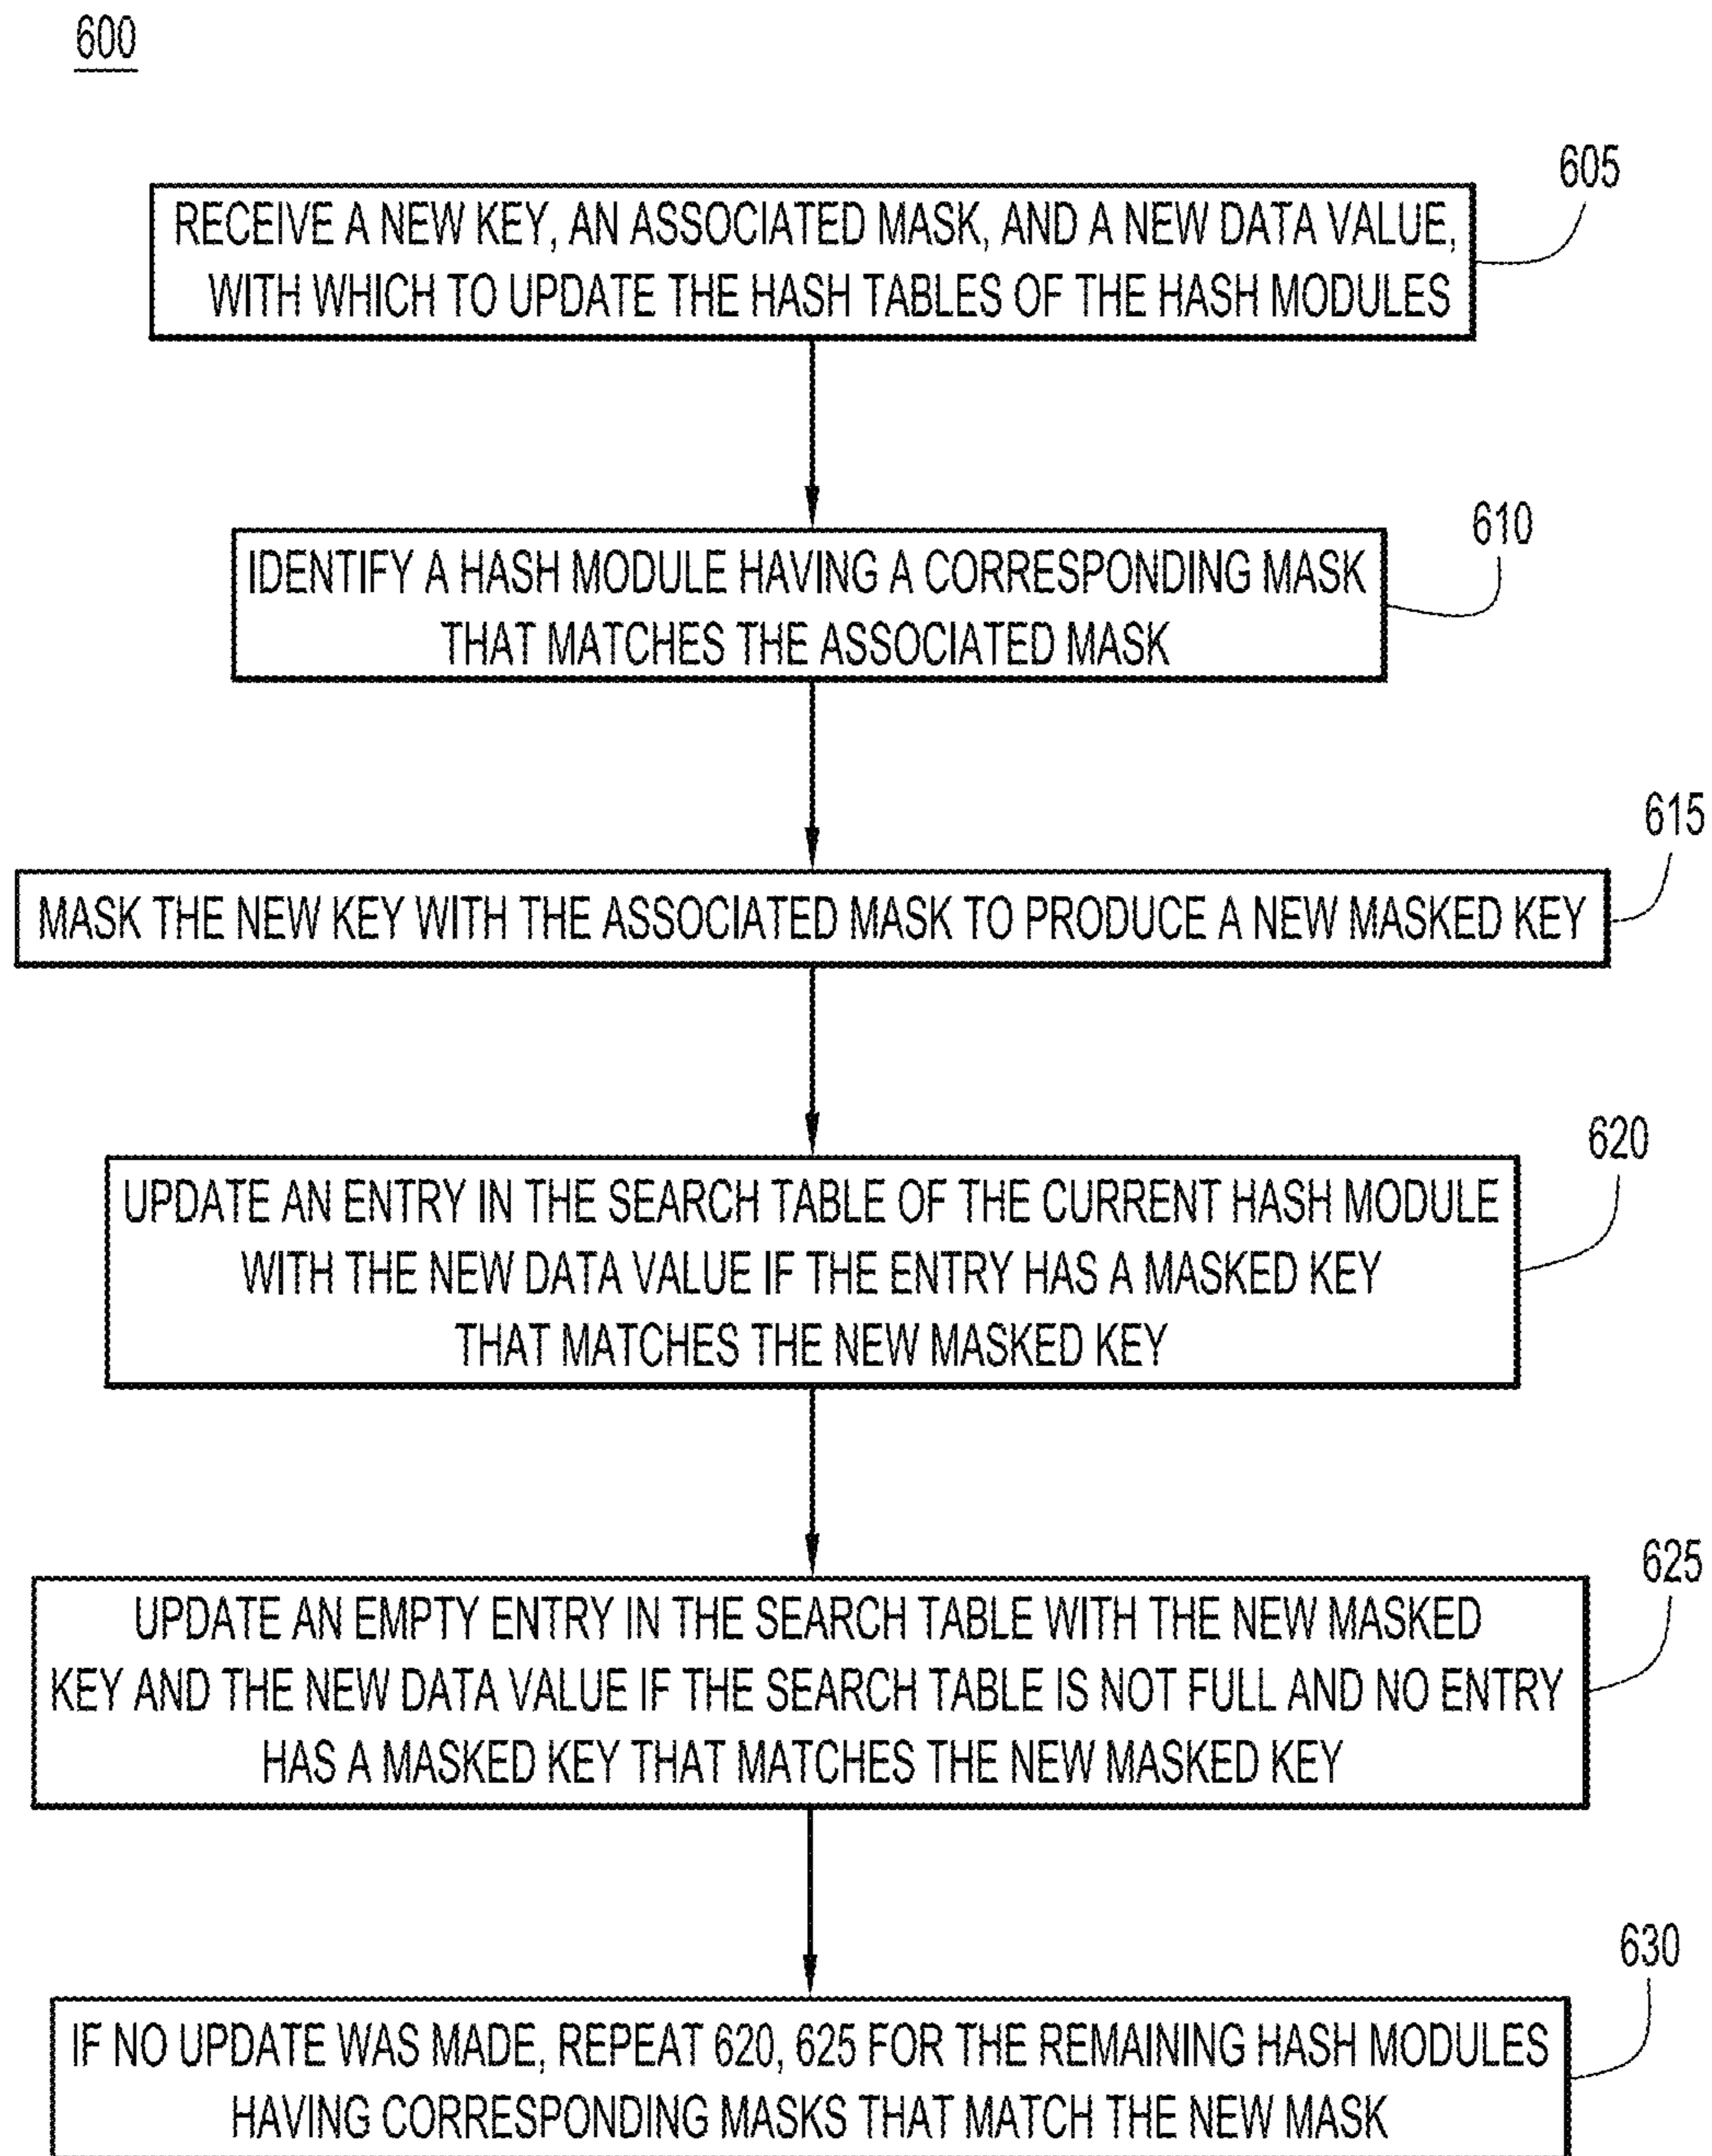 600
605
RECEIVE A NEW KEY, AN ASSOCIATED MASK, AND A NEW DATA VALUE,
WITH WHICH TO UPDATE THE HASH TABLES OF THE HASH MODULES
610
IDENTIFY A HASH MODULE HAVING A CORRESPONDING MASK
THAT MATCHES THE ASSOCIATED MASK
615
MASK THE NEW KEY WITH THE ASSOCIATED MASK TO PRODUCE A NEW MASKED KEY
620
UPDATE AN ENTRY IN THE SEARCH TABLE OF THE CURRENT HASH MODULE
WITH THE NEW DATA VALUE IF THE ENTRY HAS A MASKED KEY
THAT MATCHES THE NEW MASKED KEY
625
UPDATE AN EMPTY ENTRY IN THE SEARCH TABLE WITH THE NEW MASKED
KEY AND THE NEW DATA VALUE IF THE SEARCH TABLE IS NOT FULL AND NO ENTRY
HAS A MASKED KEY THAT MATCHES THE NEW MASKED KEY
630
IF NO UPDATE WAS MADE, REPEAT 620, 625 FOR THE REMAINING HASH MODULES
HAVING CORRESPONDING MASKS THAT MATCH THE NEW MASK